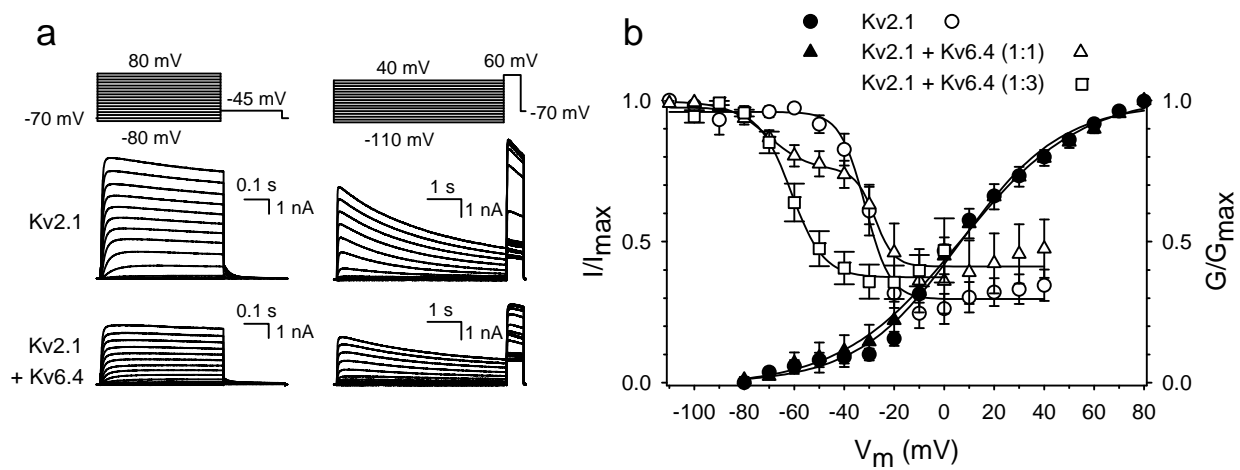 a
80 mV
-45 mV
-70 mV
-80 mV
40 mV
60 mV
-70 mV
-110 mV
Kv2.1
0.1 s
1 nA
1 s
1 nA
Kv2.1
+ Kv6.4
0.1 s
1 nA
1 s
1 nA
b
Kv2.1
Kv2.1 + Kv6.4 (1:1)
Kv2.1 + Kv6.4 (1:3)
I/Imax
1.0
0.5
0.0
G/Gmax
1.0
0.5
0.0
-100 -80 -60 -40 -20 0 20 40 60 80
Vm (mV)